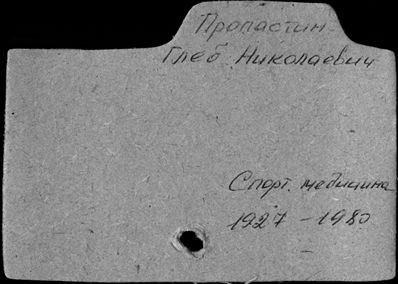 Пропастин
Глеб Николаевич
Спорт. медицина
1927 - 1980